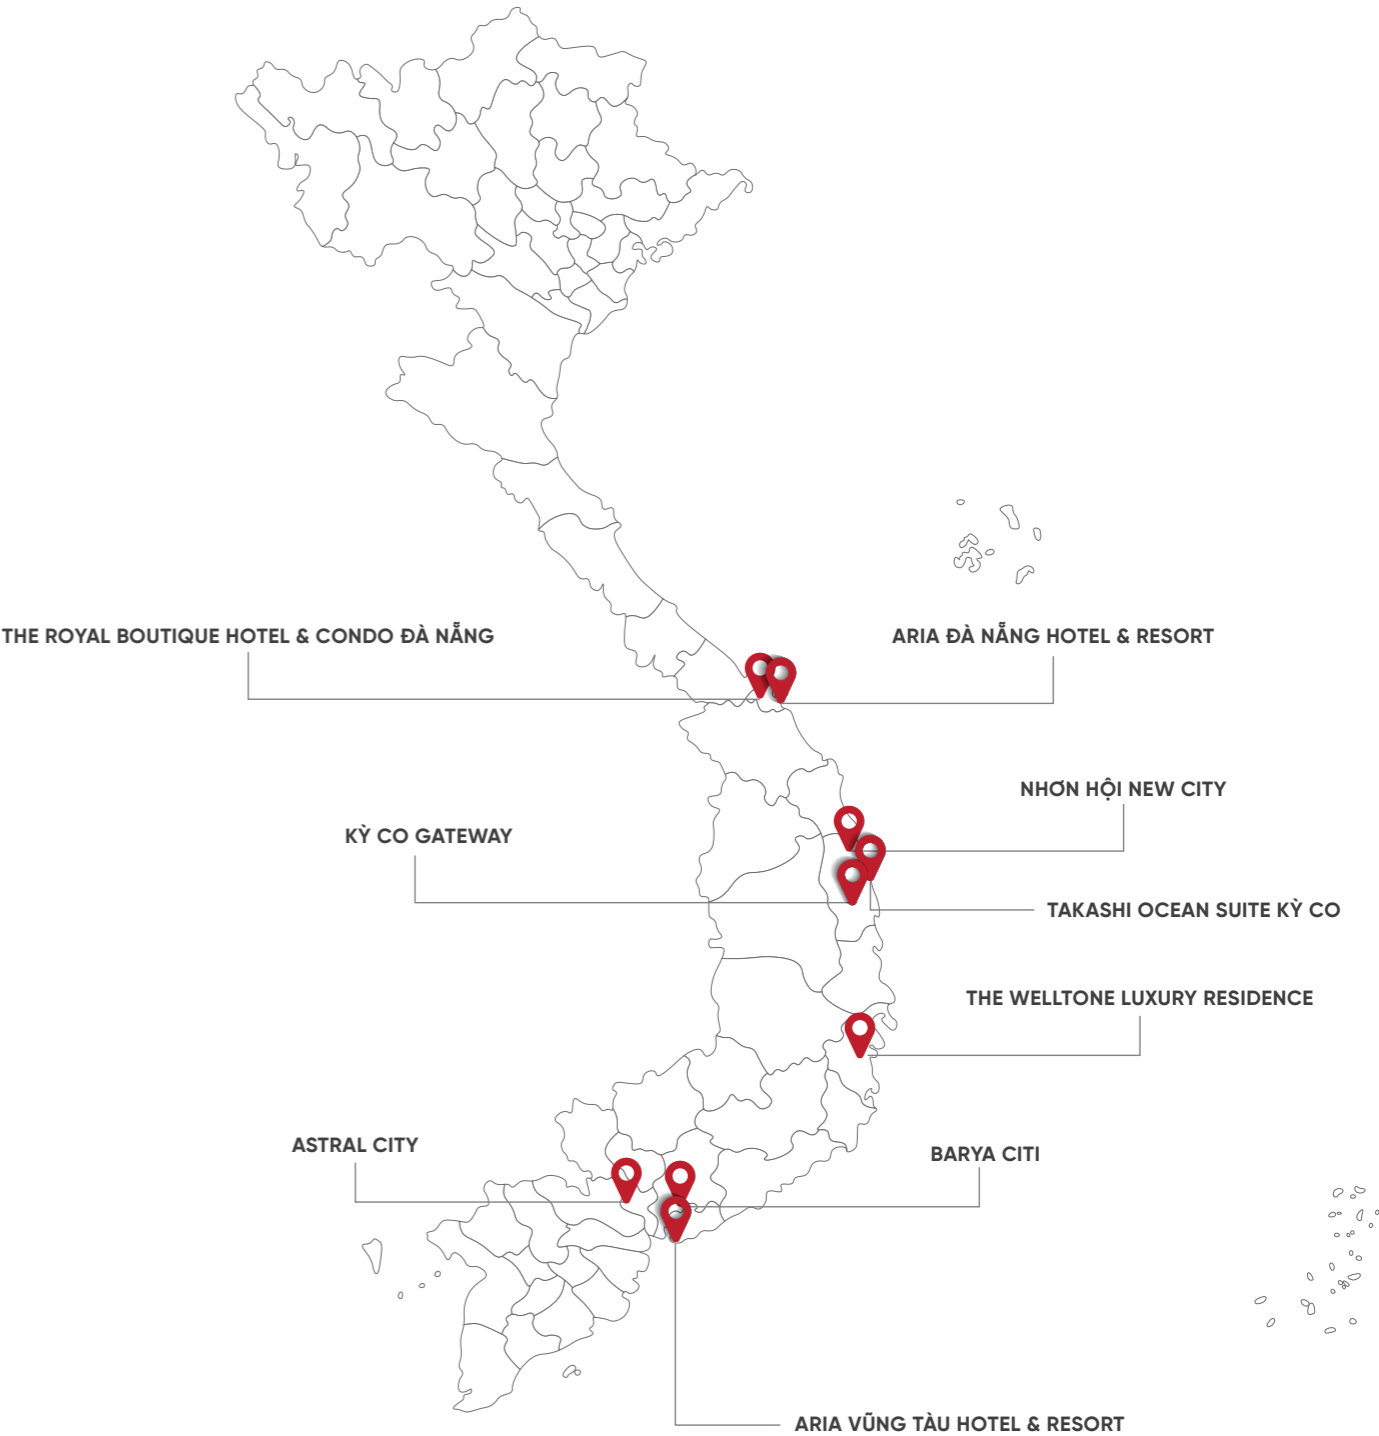 THE ROYAL BOUTIQUE HOTEL & CONDO ĐÀ NẴNG
ARIA ĐÀ NẴNG HOTEL & RESORT
NHƠN HỘI NEW CITY
KỲ CO GATEWAY
TAKASHI OCEAN SUITE KỲ CO
THE WELLTONE LUXURY RESIDENCE
ASTRAL CITY
BARYA CITI
ARIA VŨNG TÀU HOTEL & RESORT